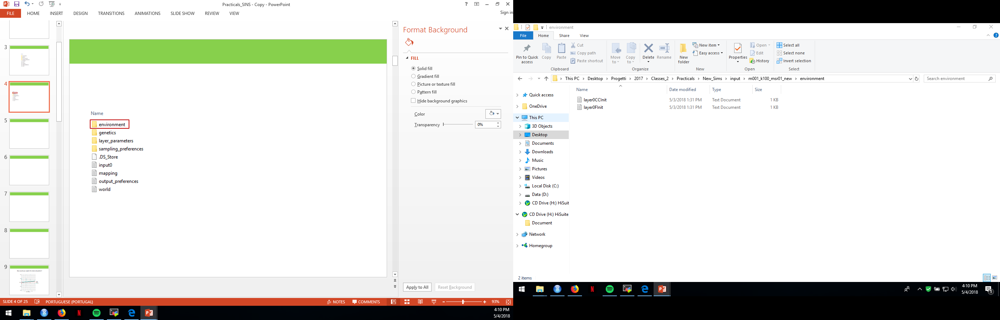 Practicals_SINS - Copy - PowerPoint
?
FILE
HOME
INSERT
DESIGN
TRANSITIONS
ANIMATIONS
SLIDE SHOW
REVIEW
VIEW
Sign in
3
4
5
6
7
8
9
Name
environment
genetics
layer_parameters
sampling_preferences
.DS_Store
input0
mapping
output_preferences
world
Format Background
FILL
Solid fill
Gradient fill
Picture or texture fill
Pattern fill
Hide background graphics
Color
Transparency
0%
Apply to All
Reset Background
SLIDE 4 OF 25
PORTUGUESE (PORTUGAL)
NOTES
COMMENTS
93%
4:10 PM
5/4/2018
environment
File
Home
Share
View
Pin to Quick access
Copy
Paste
Cut
Copy path
Paste shortcut
Clipboard
Move to
Copy to
Delete
Rename
Organize
New folder
New item
Easy access
New
Properties
Open
Edit
History
Open
Select all
Select none
Invert selection
Select
This PC > Desktop > Progetti > 2017 > Classes_2 > Practicals > New_Sims > input > m001_k100_msr01_new > environment
Search environment
Name
Date modified
Type
Size
layer0CCInit 5/3/2018 1:31 PM Text Document 1 KB
layer0FInit 5/3/2018 1:31 PM Text Document 1 KB
Quick access
OneDrive
This PC
3D Objects
Desktop
Documents
Downloads
Music
Pictures
Videos
Local Disk (C:)
Data (D:)
CD Drive (H:) HiSuit
CD Drive (H:) HiSuite
Document
Network
Homegroup
2 items
4:10 PM
5/4/2018
1